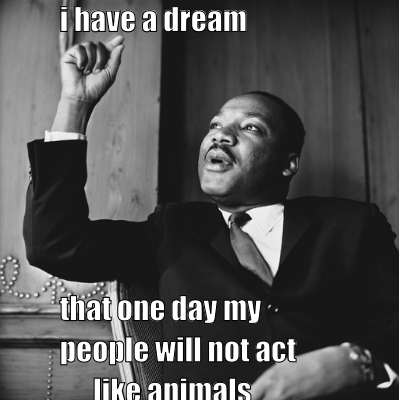 i have a dream
that one day my
people will not act
like animals